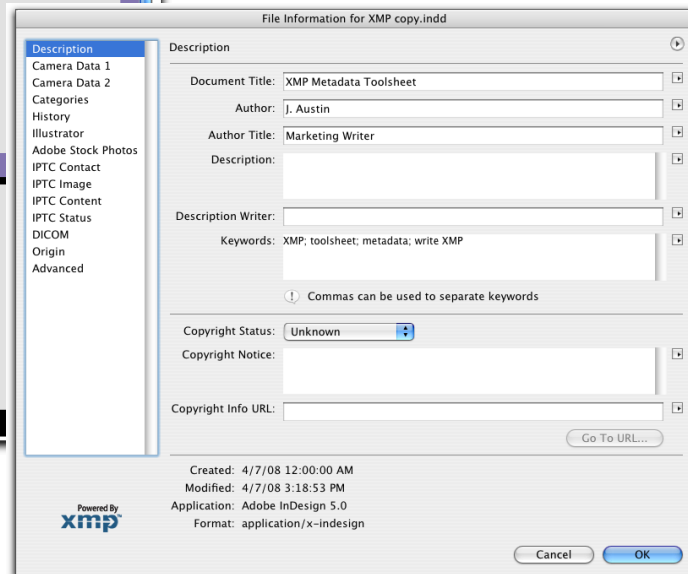 File Information for XMP copy.indd
Description
Camera Data 1
Camera Data 2
Categories
History
Illustrator
Adobe Stock Photos
IPTC Contact
IPTC Image
IPTC Content
IPTC Status
DICOM
Origin
Advanced
Powered By
xmp™
Description
Document Title: XMP Metadata Toolsheet
Author: J. Austin
Author Title: Marketing Writer
Description:
Description Writer:
Keywords: XMP; toolsheet; metadata; write XMP
! Commas can be used to separate keywords
Copyright Status: Unknown
Copyright Notice:
Copyright Info URL:
Go To URL...
Created: 4/7/08 12:00:00 AM
Modified: 4/7/08 3:18:53 PM
Application: Adobe InDesign 5.0
Format: application/x-indesign
Cancel OK